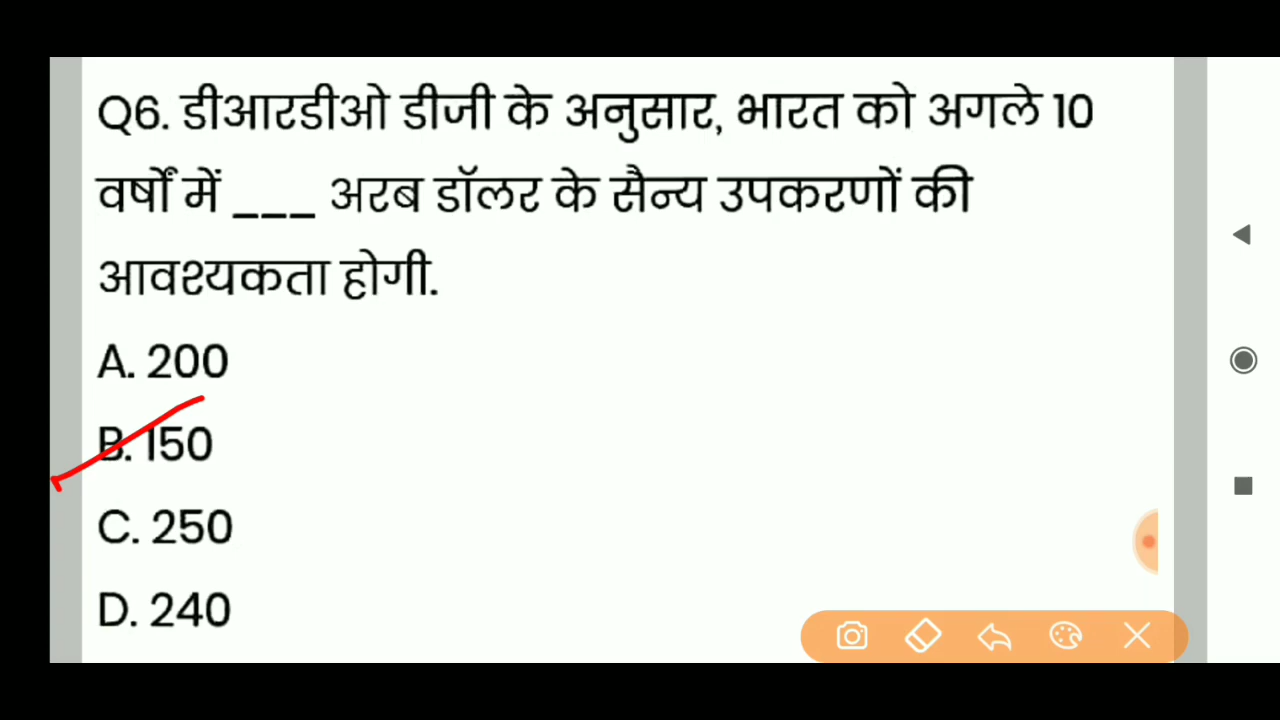 Q6. डीआरडीओ डीजी के अनुसार, भारत को अगले 10
वर्षों में ___ अरब डॉलर के सैन्य उपकरणों की
आवश्यकता होगी.
A. 200
B. 150
C. 250
D. 240